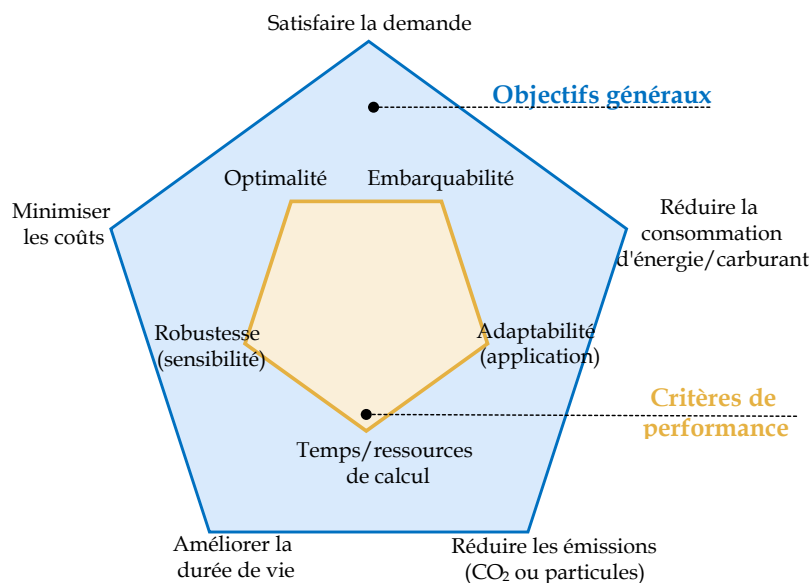 Satisfaire la demande
Objectifs généraux
Optimalité
Embarquabilité
Minimiser
les coûts
Réduire la
consommation
d'énergie/carburant
Robustesse
(sensibilité)
Adaptabilité
(application)
Critères de
performance
Temps/ressources
de calcul
Améliorer la
durée de vie
Réduire les émissions
(CO₂ ou particules)